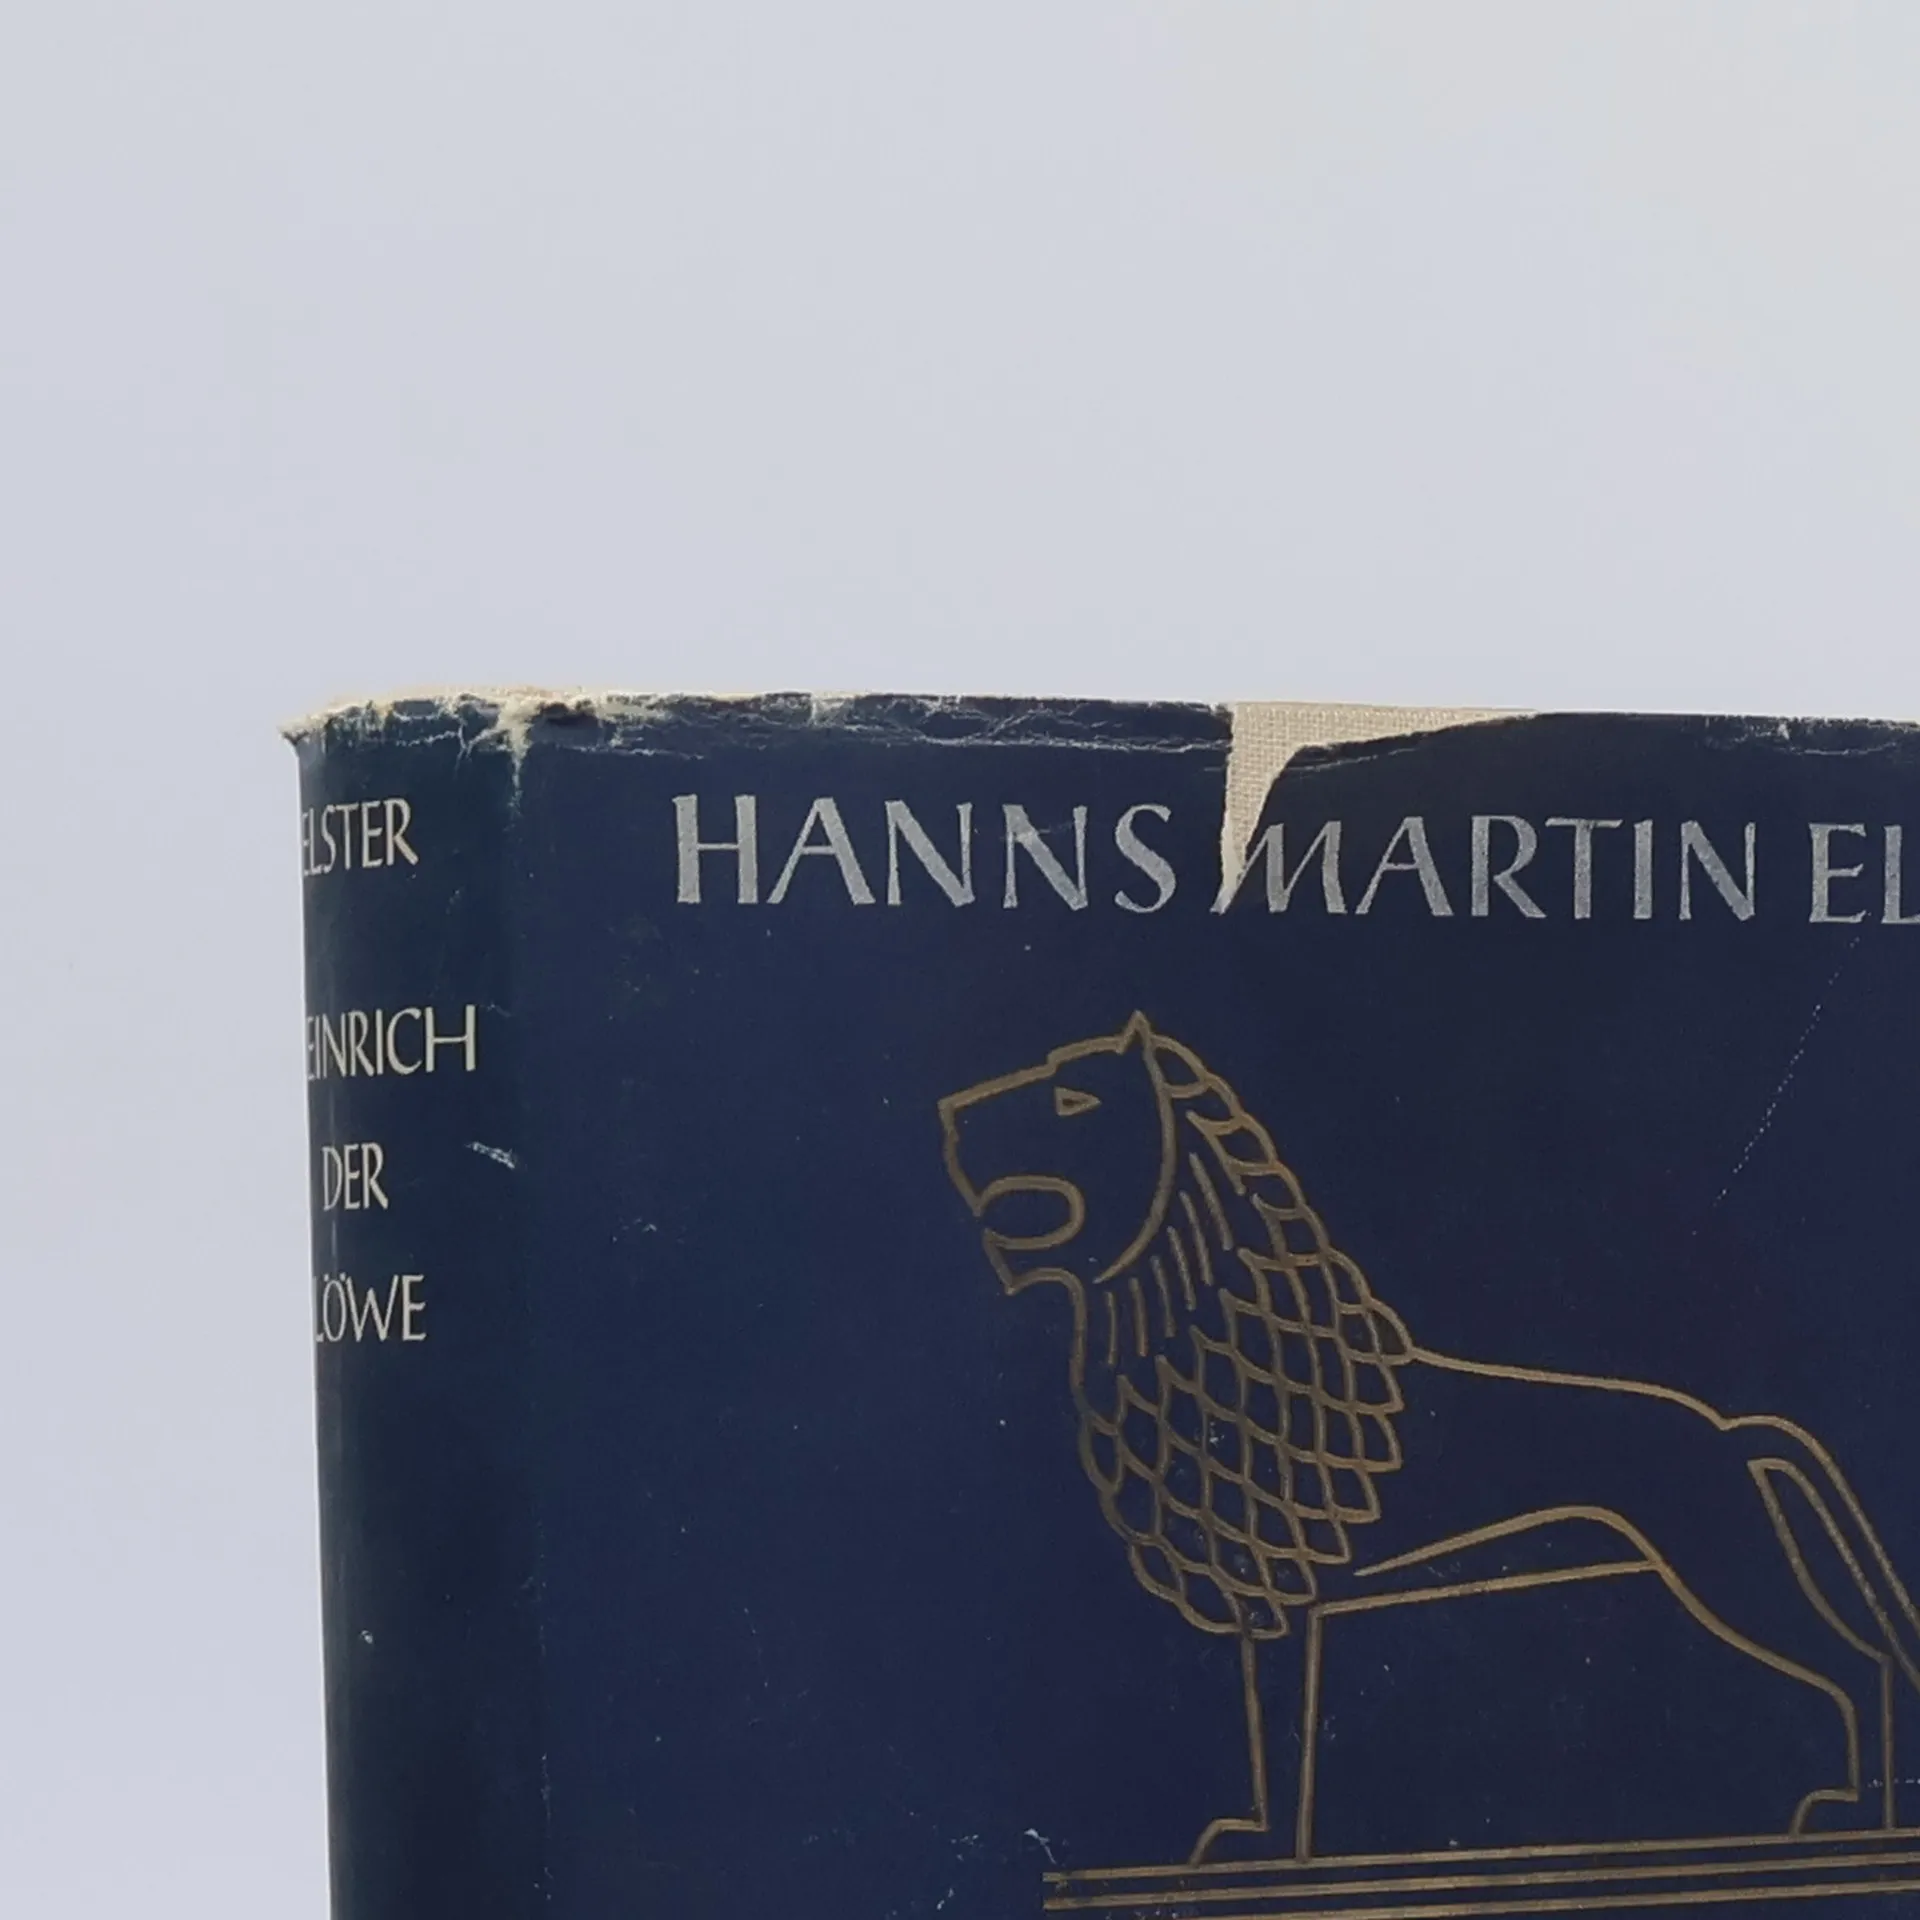 ELSTER
EINRICH
DER
LÖWE
HANNS MARTIN EL